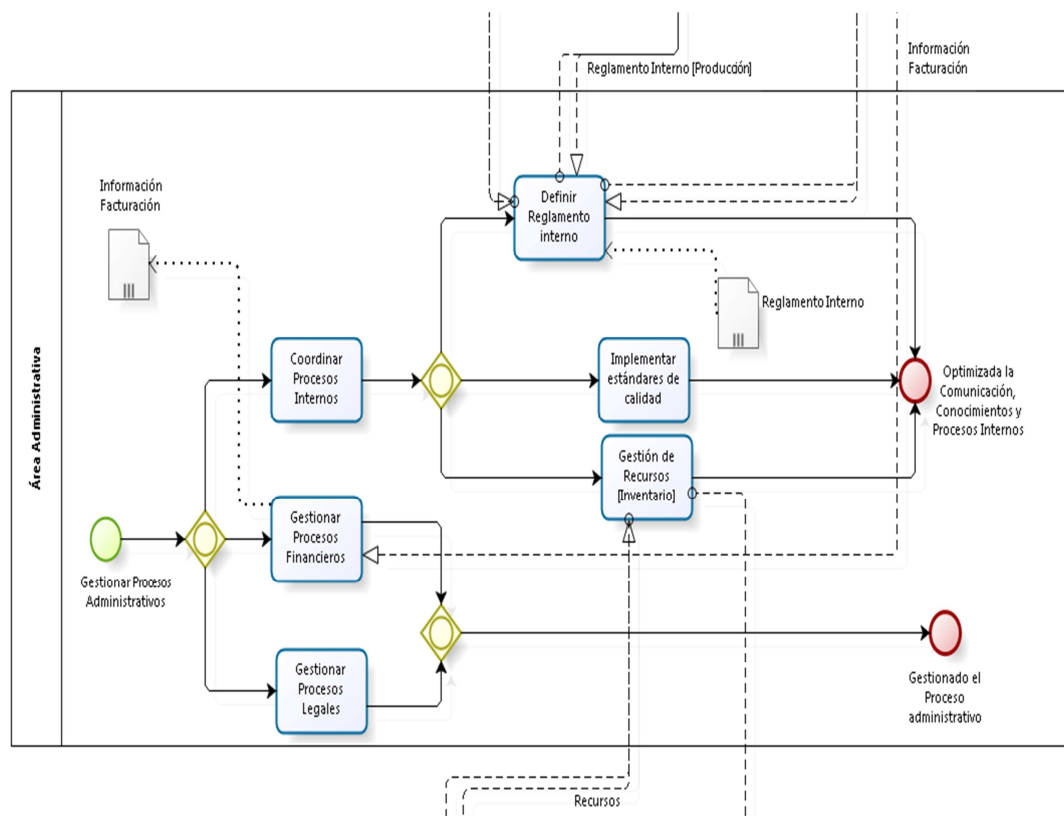 Información
Facturación
Reglamento Interno [Producción]
Información
Facturación
Definir
Reglamento
interno
Reglamento Interno
Área Administrativa
Coordinar
Procesos
Internos
Implementar
estándares de
calidad
Optimizada la
Comunicación,
Conocimientos y
Procesos Internos
Gestión de
Recursos
[Inventario]
Gestionar
Procesos
Financieros
Gestionar Procesos
Administrativos
Gestionar
Procesos
Legales
Gestionado el
Proceso
administrativo
Recursos